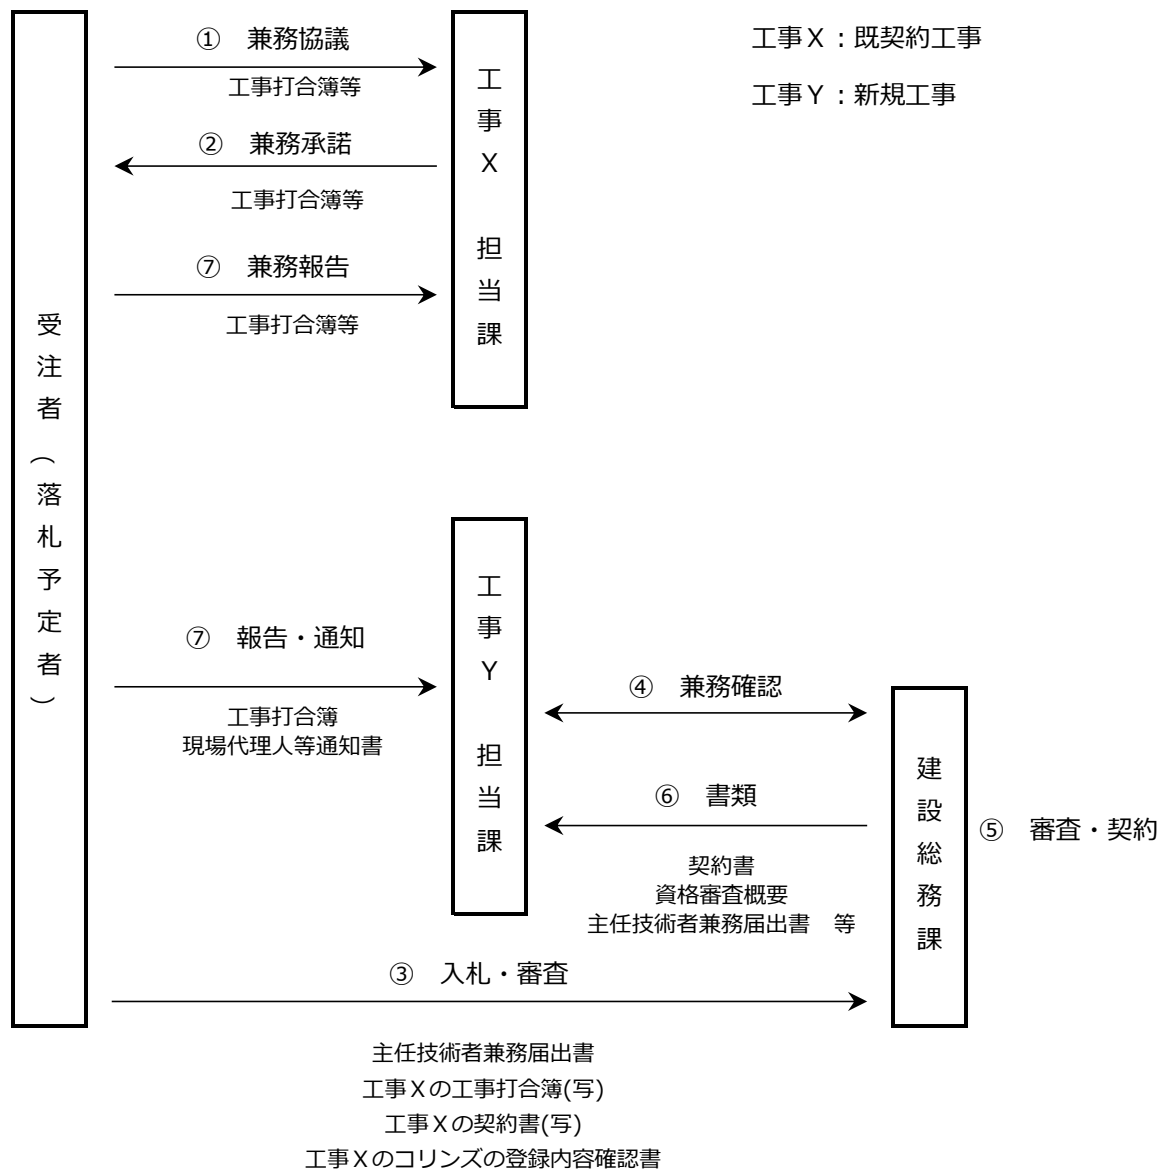 ① 兼務協議
工事打合簿等
② 兼務承諾
工事打合簿等
⑦ 兼務報告
工事打合簿等
工事X 担当課
工事X:既契約工事
工事Y:新規工事
受注者(落札予定者)
⑦ 報告・通知
工事打合簿
現場代理人等通知書
工事Y 担当課
④ 兼務確認
⑥ 書類
契約書
資格審査概要
主任技術者兼務届出書 等
建設総務課
⑤ 審査・契約
③ 入札・審査
主任技術者兼務届出書
工事Xの工事打合簿(写)
工事Xの契約書(写)
工事Xのコリンズの登録内容確認書